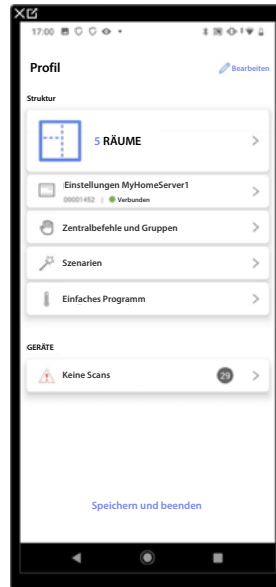 17:00
Profil
Bearbeiten
Struktur
5 RÄUME
Einstellungen MyHomeServer1
00001452 | Verbunden
Zentralbefehle und Gruppen
Szenarien
Einfaches Programm
GERÄTE
Keine Scans
29
Speichern und beenden